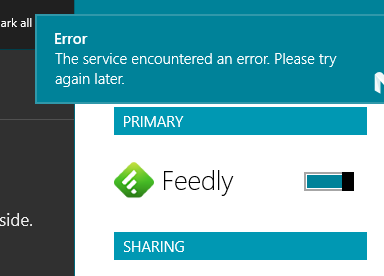 ark all
Error
The service encountered an error. Please try
again later.
PRIMARY
Feedly
side.
SHARING